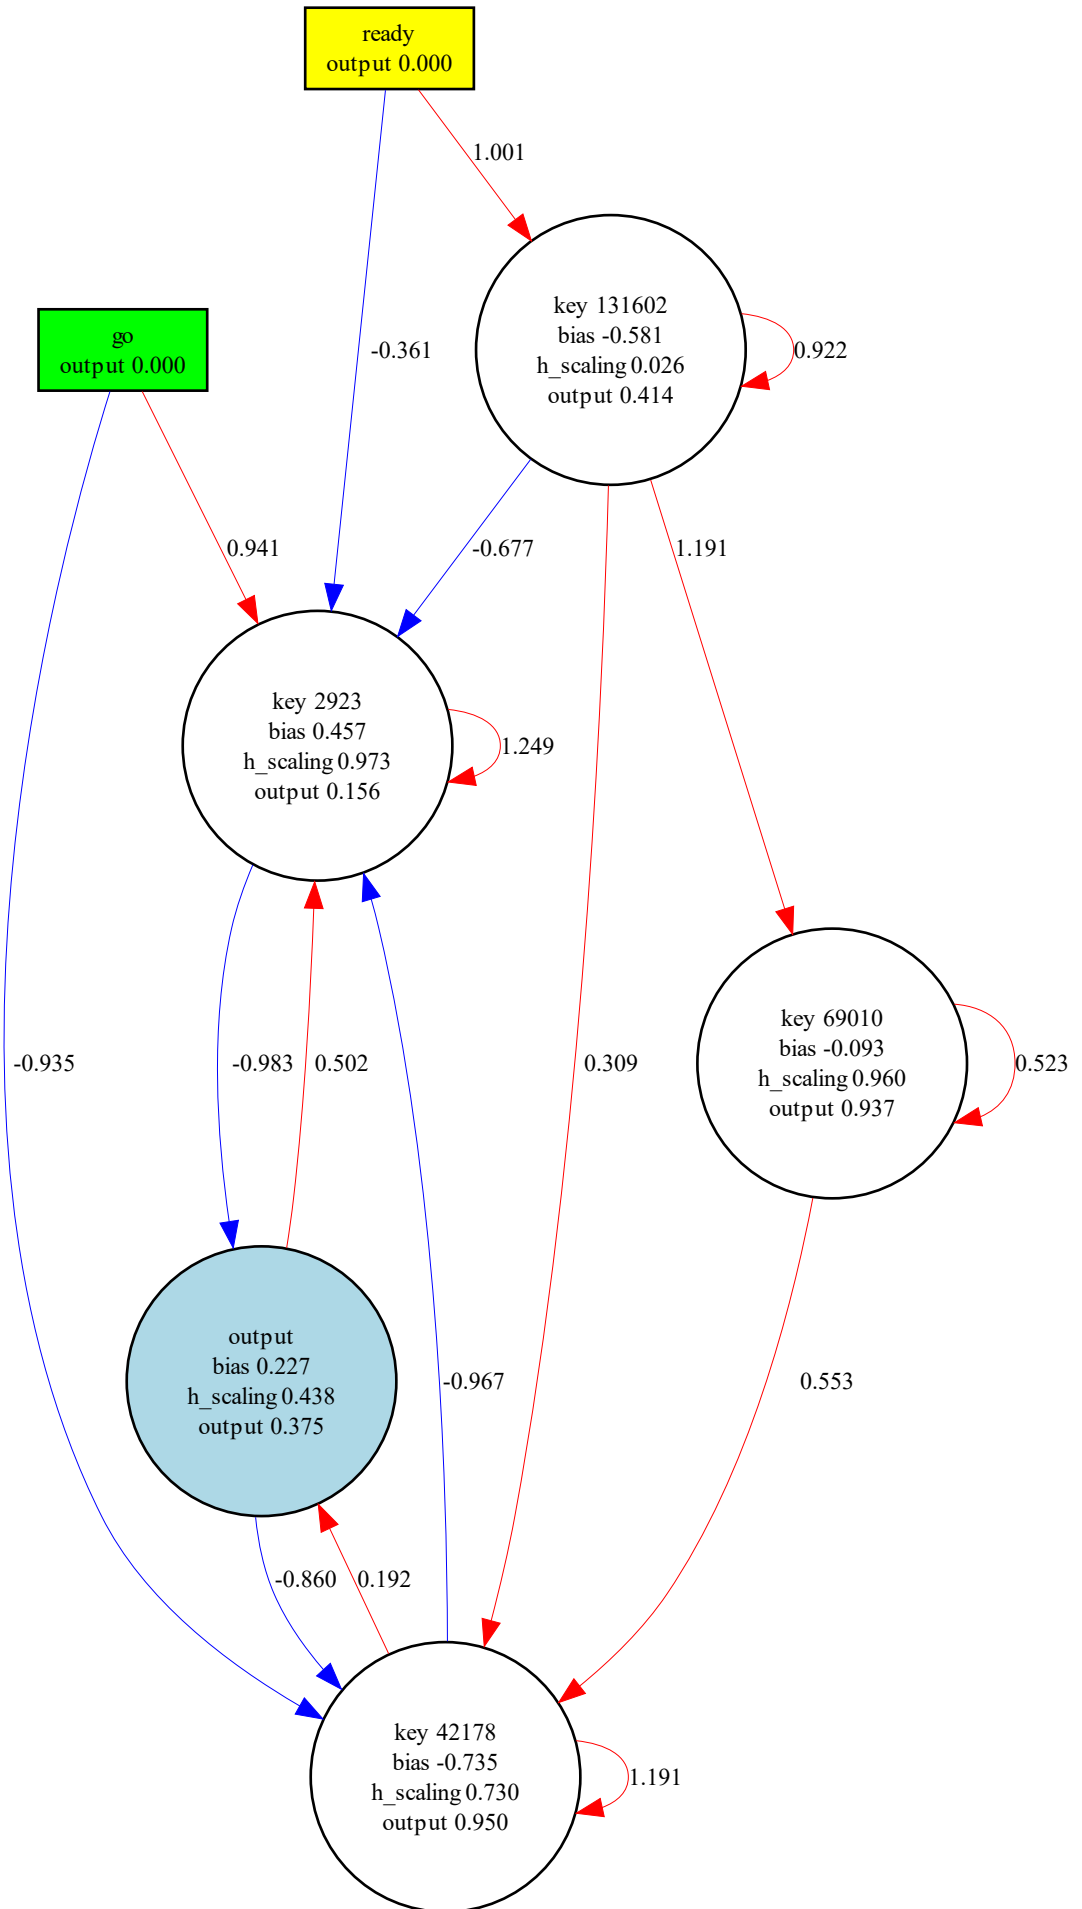 ready
output 0.000
1.001
key 131602
bias -0.581
h_scaling 0.026
output 0.414
0.922
-0.361
go
output 0.000
0.941
-0.677
1.191
key 2923
bias 0.457
h_scaling 0.973
output 0.156
1.249
key 69010
bias -0.093
h_scaling 0.960
output 0.937
0.523
-0.935
-0.983
0.502
0.309
output
bias 0.227
h_scaling 0.438
output 0.375
-0.967
0.553
-0.860
0.192
key 42178
bias -0.735
h_scaling 0.730
output 0.950
1.191